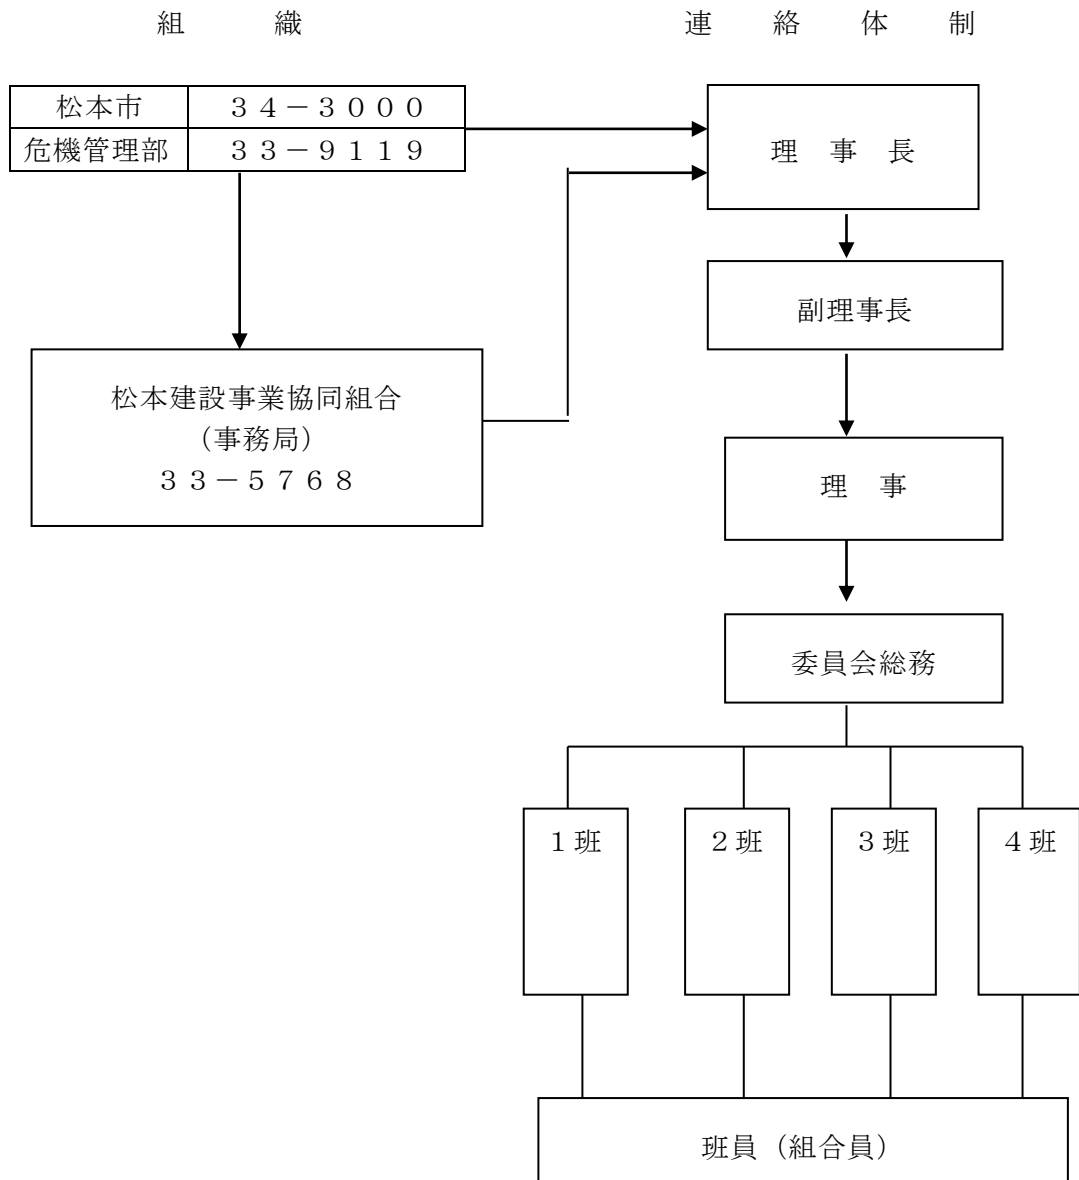 組　織
連　絡　体　制
松本市　３４－３０００
危機管理部　３３－９１１９
理　事　長
副理事長
松本建設事業協同組合
（事務局）
３３－５７６８
理　事
委員会総務
１班　２班　３班　４班
班員（組合員）